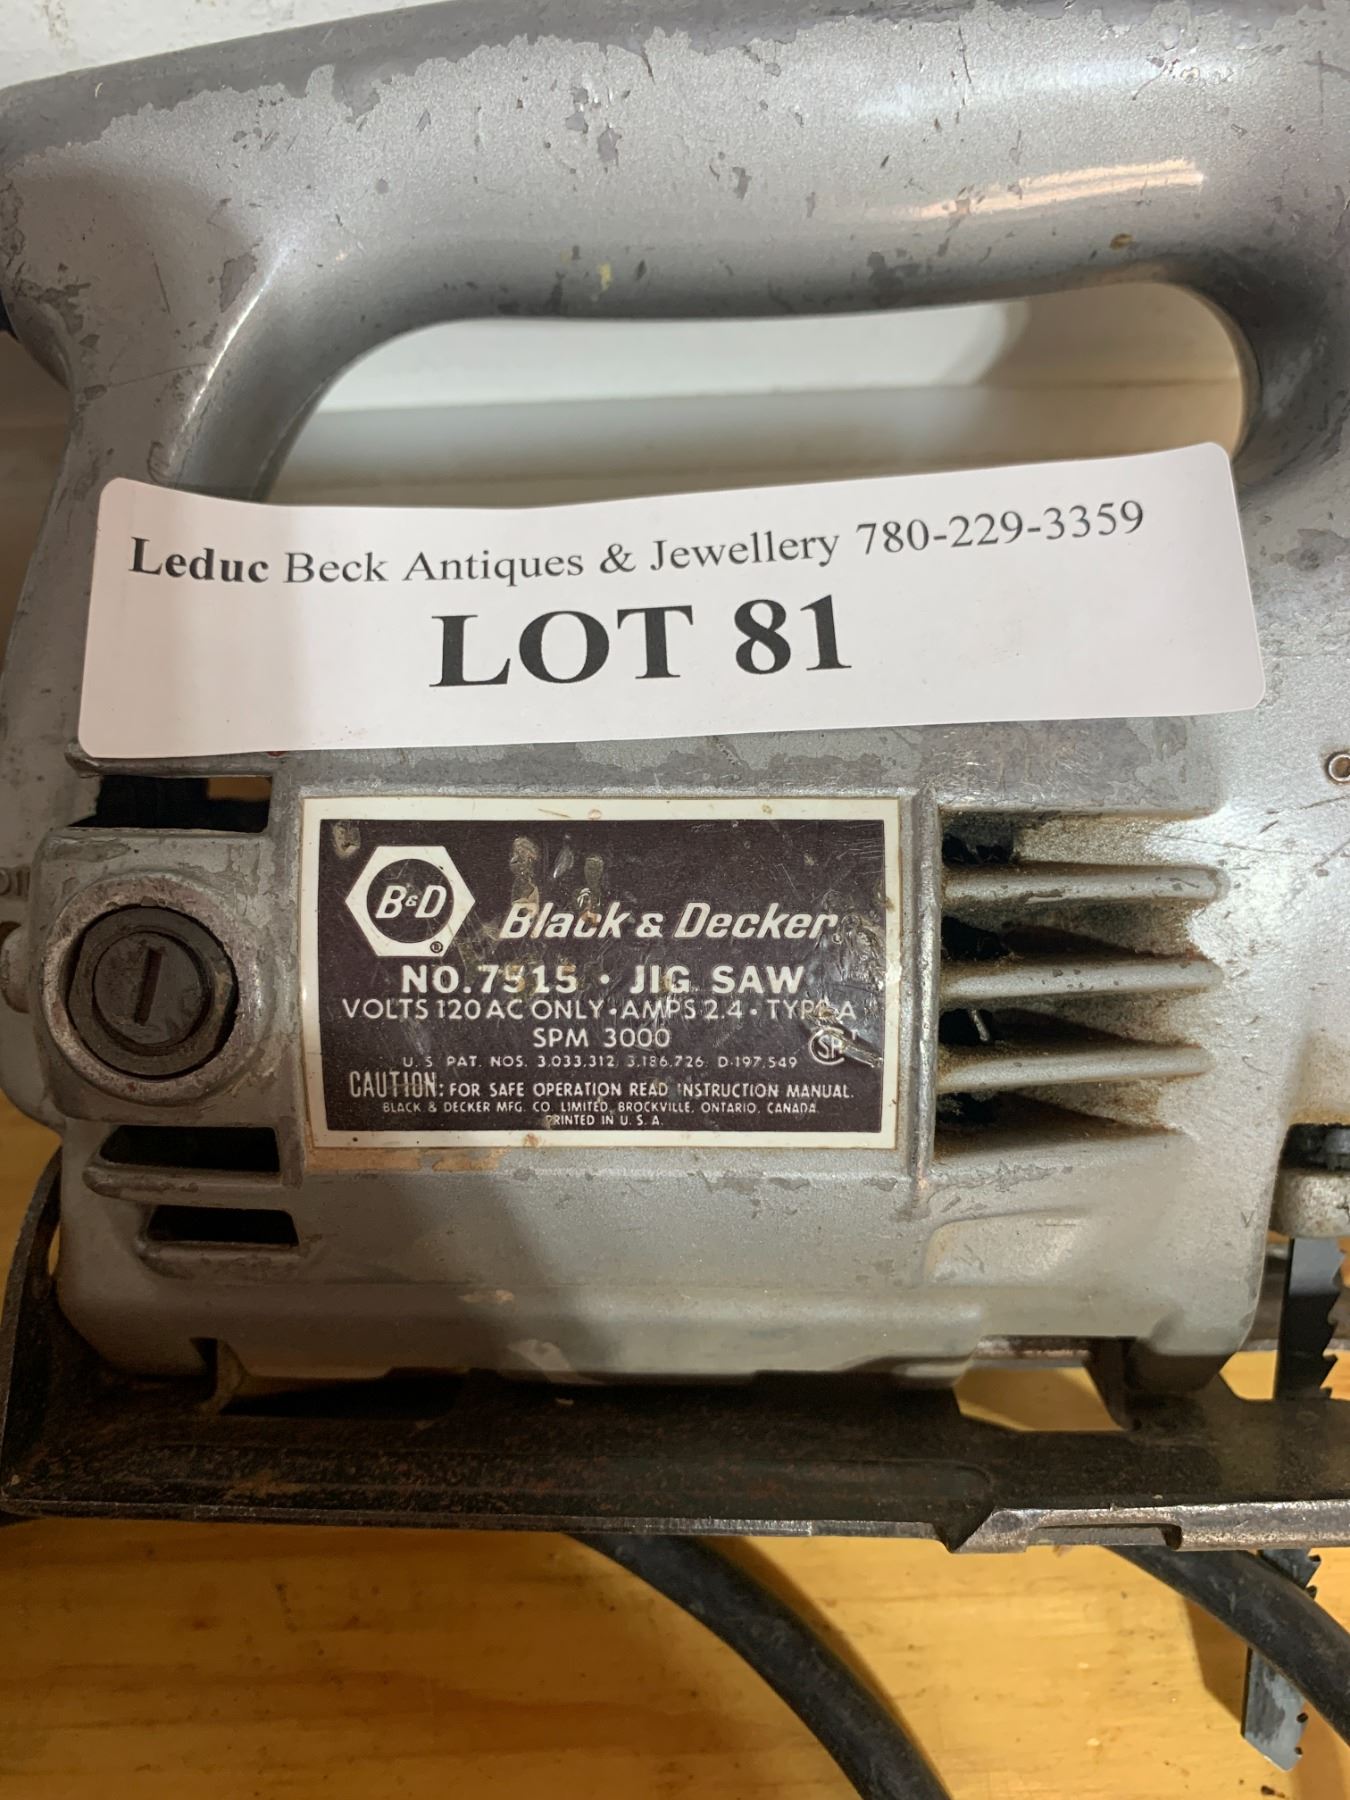 Leduc Beck Antiques & Jewellery 780-229-3359
LOT 81
B&D ®
Black & Decker®
NO. 7515 · JIG SAW
VOLTS 120 AC ONLY · AMPS 2.4 · TYPE A
SPM 3000
U. S. PAT. NOS. 3,033,312, 3,186,726 D-197,549
CAUTION: FOR SAFE OPERATION READ INSTRUCTION MANUAL.
BLACK & DECKER MFG. CO. LIMITED, BROCKVILLE, ONTARIO, CANADA
PRINTED IN U. S. A.